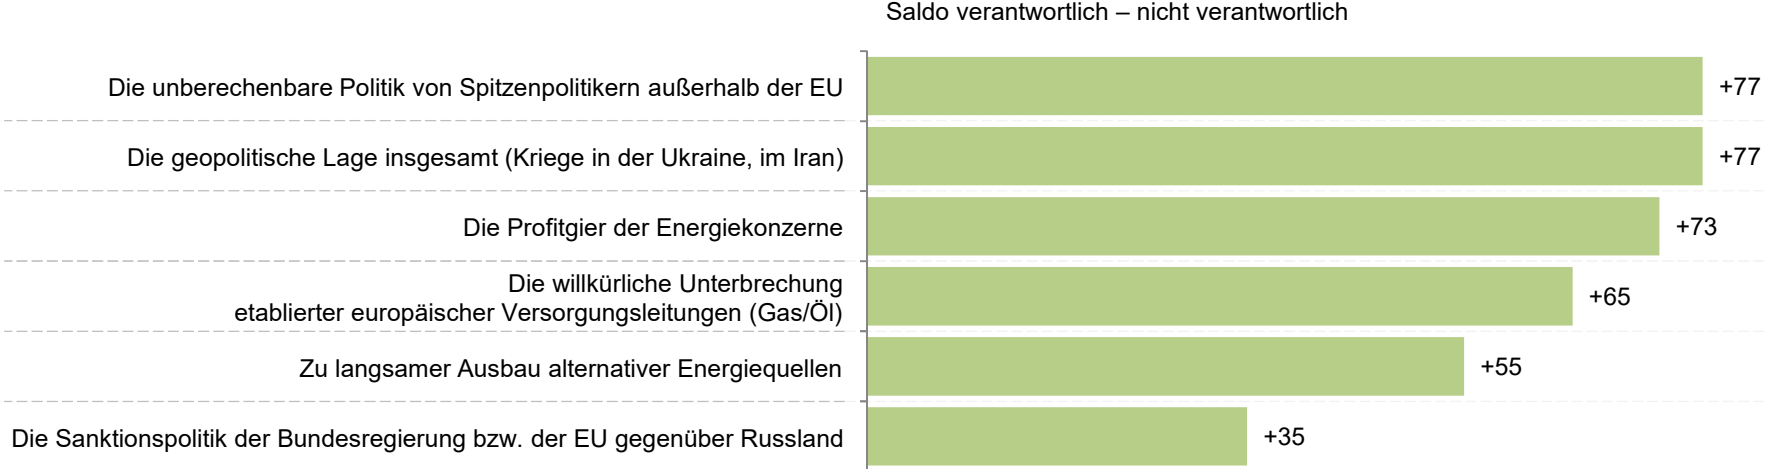 Saldo verantwortlich – nicht verantwortlich
Die unberechenbare Politik von Spitzenpolitikern außerhalb der EU
+77
Die geopolitische Lage insgesamt (Kriege in der Ukraine, im Iran)
+77
Die Profitgier der Energiekonzerne
+73
Die willkürliche Unterbrechung
etablierter europäischer Versorgungsleitungen (Gas/Öl)
+65
Zu langsamer Ausbau alternativer Energiequellen
+55
Die Sanktionspolitik der Bundesregierung bzw. der EU gegenüber Russland
+35